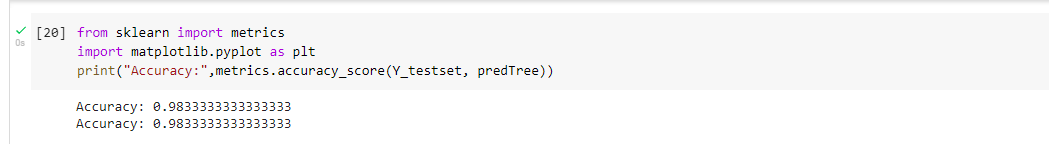 [20] from sklearn import metrics
import matplotlib.pyplot as plt
print("Accuracy:",metrics.accuracy_score(Y_testset, predTree))
0s
Accuracy: 0.9833333333333333
Accuracy: 0.9833333333333333